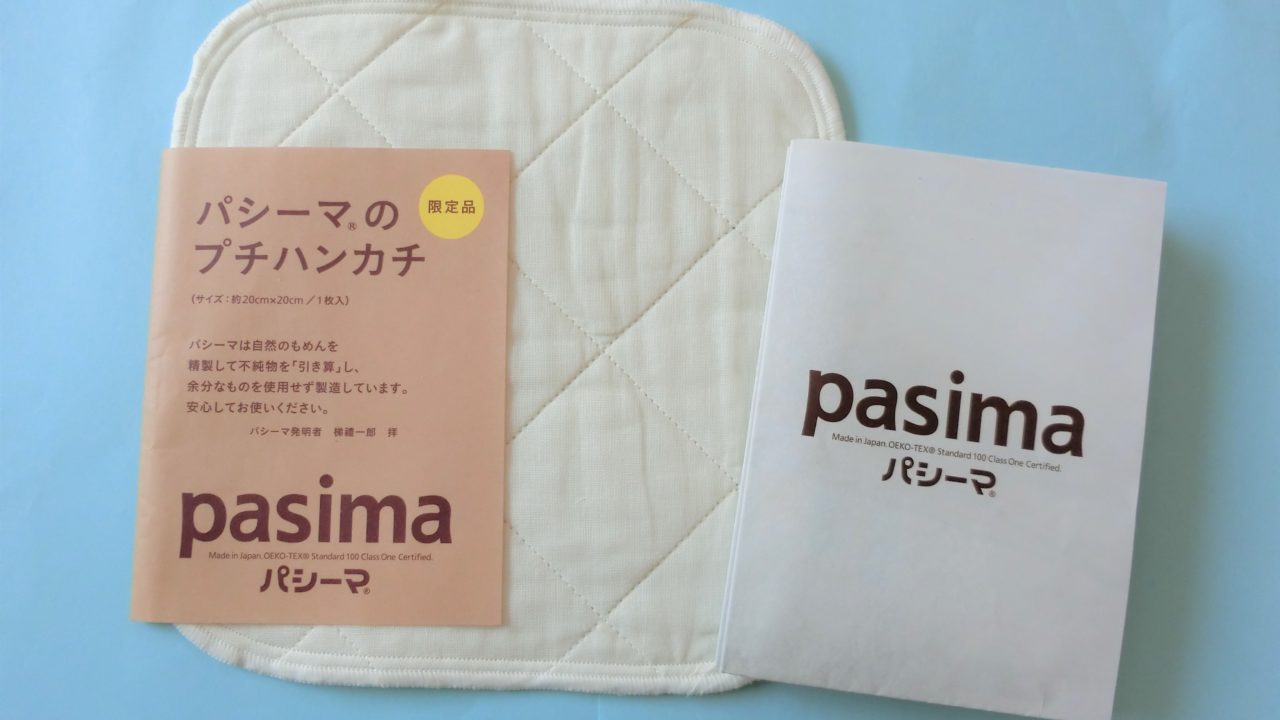 パシーマ®の
プチハンカチ
限定品
(サイズ：約20cm×20cm／1枚入)
パシーマは自然のもめんを
精製して不純物を「引き算」し、
余分なものを使用せず製造しています。
安心してお使いください。
パシーマ発明者　梯禮一郎　拝
pasima
Made in Japan. OEKO-TEX® Standard 100 Class One Certified.
パシーマ®
pasima
Made in Japan. OEKO-TEX® Standard 100 Class One Certified.
パシーマ®